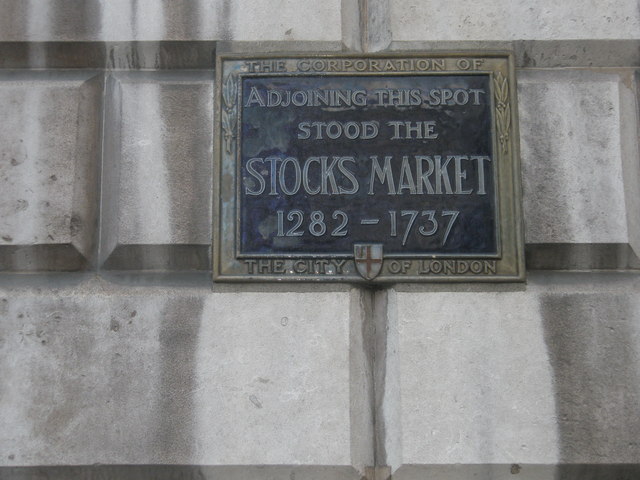 THE CORPORATION OF
ADJOINING THIS SPOT
STOOD THE
STOCKS MARKET
1282 – 1737
THE CITY OF LONDON